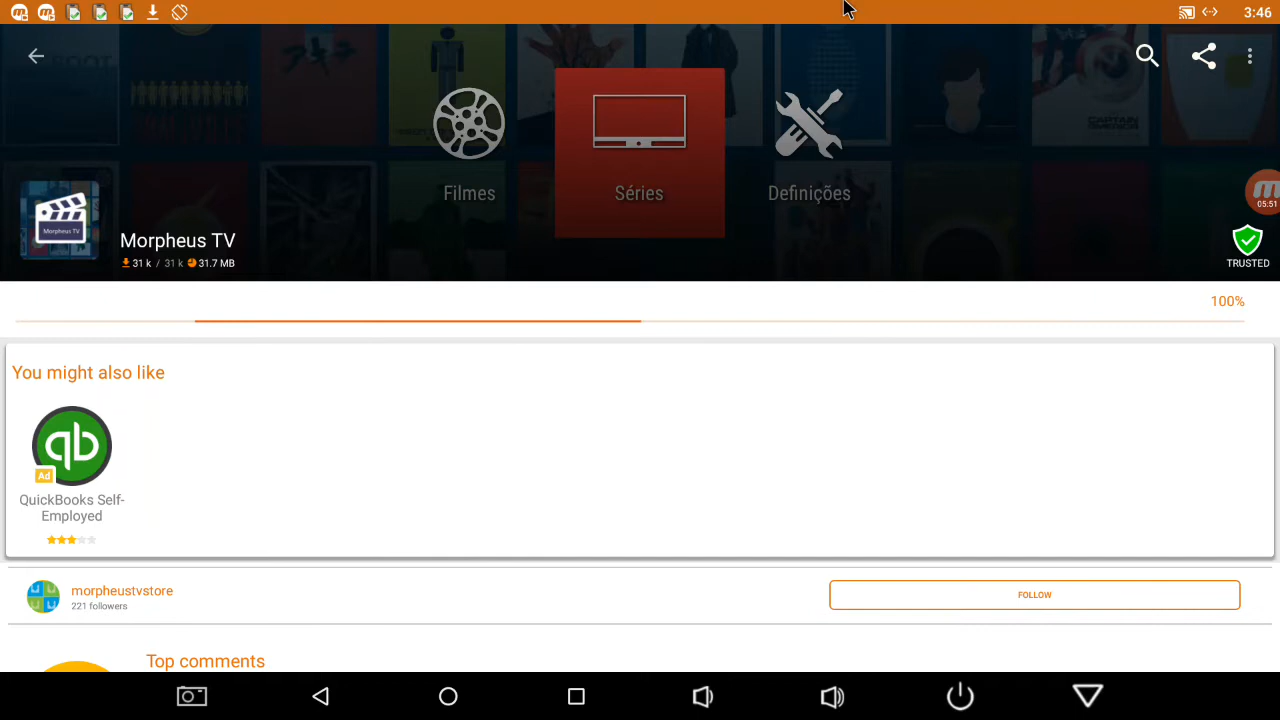 3:46
Filmes
Séries
Definições
05:51
Morpheus TV
Morpheus TV
31 k / 31 k 31.7 MB
TRUSTED
100%
You might also like
qb
Ad
QuickBooks Self-
Employed
morpheustvstore
221 followers
FOLLOW
Top comments